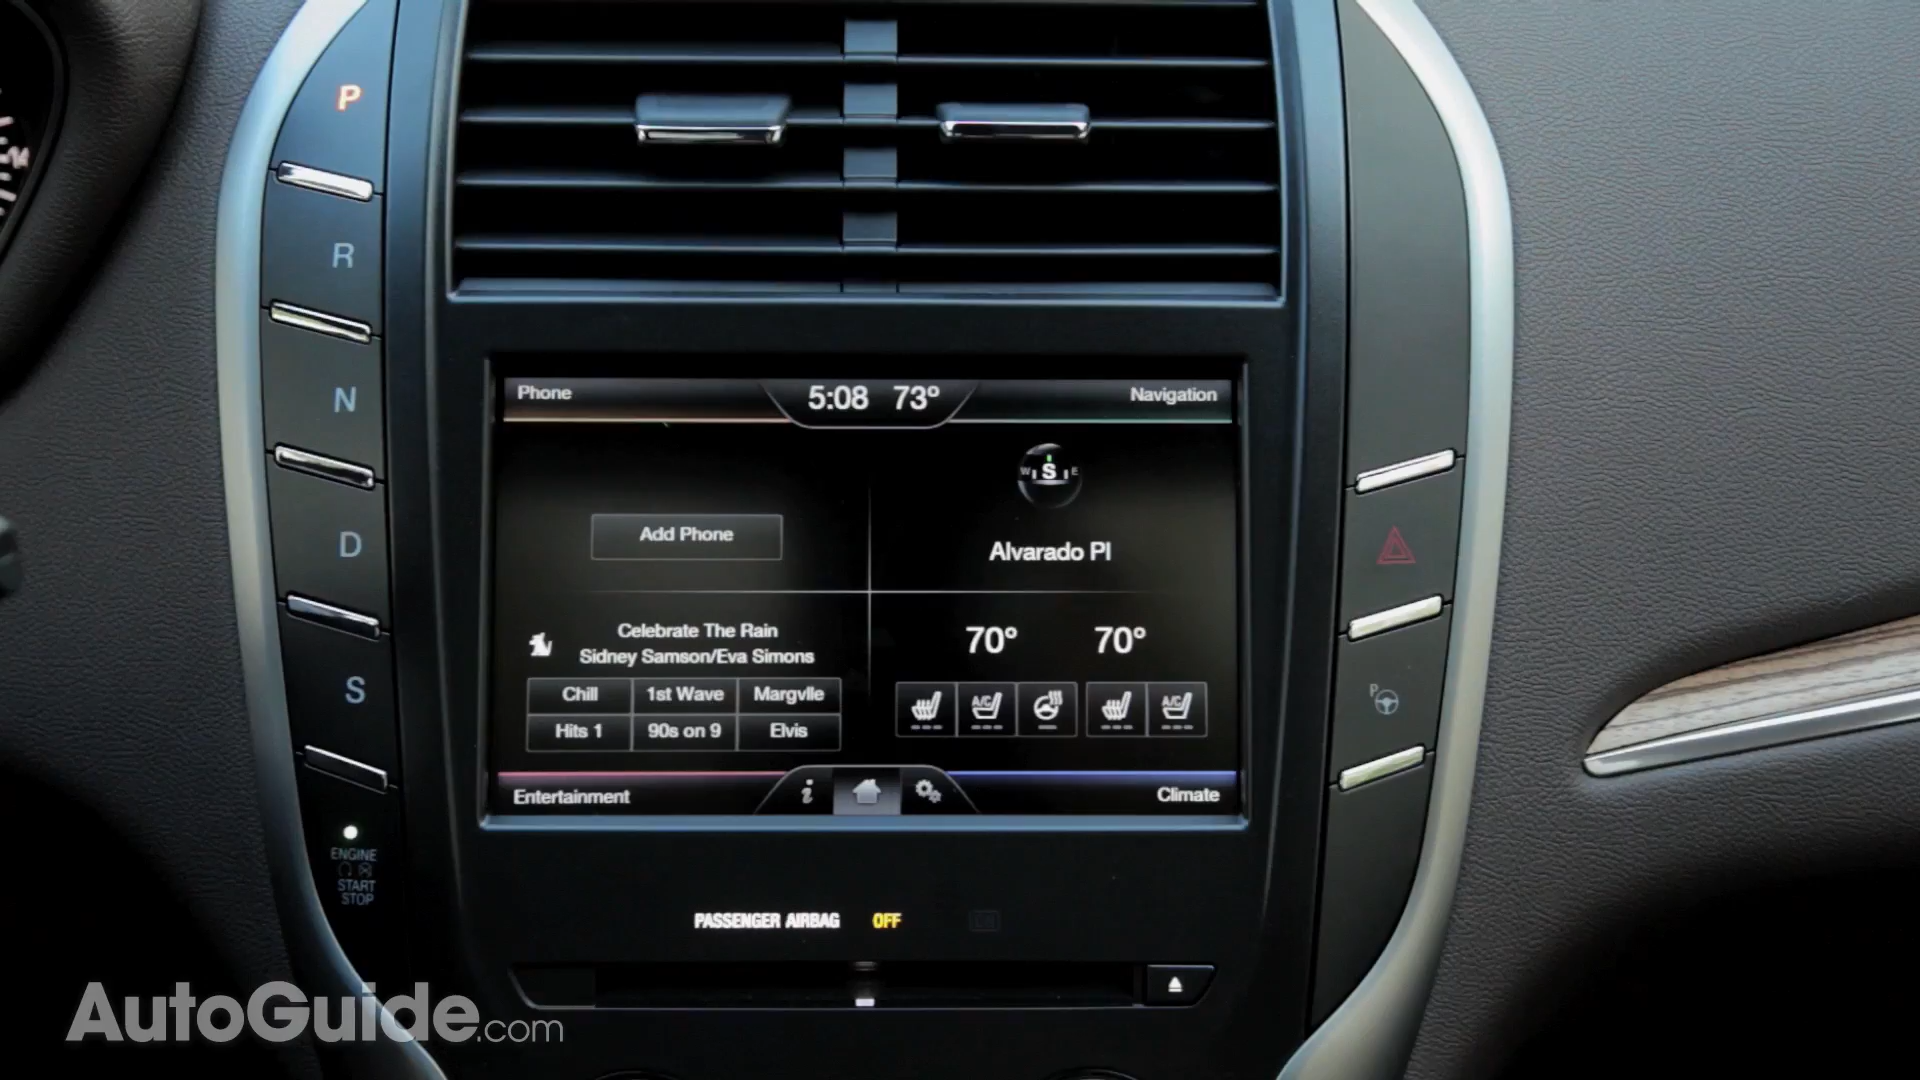 14
P
R
N
D
S
ENGINE
START
STOP
Phone
5:08 73°
Navigation
W S E
Add Phone
Alvarado Pl
Celebrate The Rain
Sidney Samson/Eva Simons
Chill 1st Wave Margvlle
Hits 1 90s on 9 Elvis
70° 70°
A/C A/C
Entertainment
i
Climate
P
PASSENGER AIRBAG OFF
AutoGuide.com